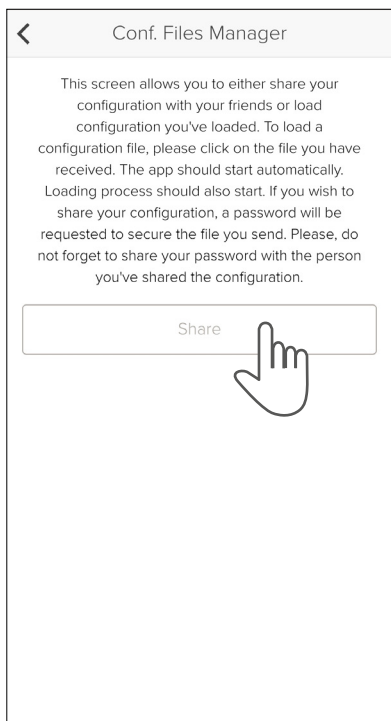 Conf. Files Manager
This screen allows you to either share your
configuration with your friends or load
configuration you've loaded. To load a
configuration file, please click on the file you have
received. The app should start automatically.
Loading process should also start. If you wish to
share your configuration, a password will be
requested to secure the file you send. Please, do
not forget to share your password with the person
you've shared the configuration.
Share